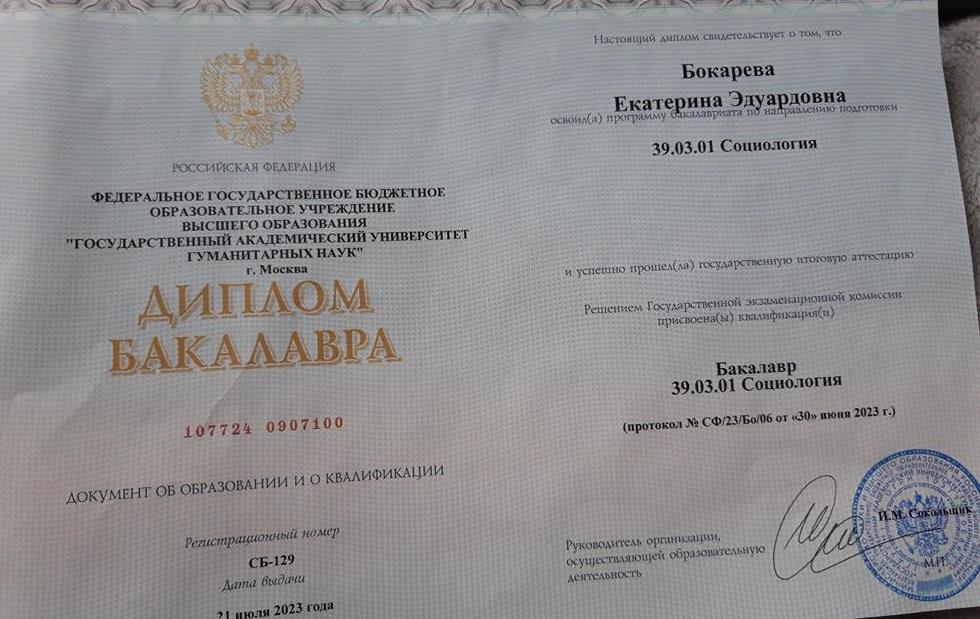 РОССИЙСКАЯ ФЕДЕРАЦИЯ
ФЕДЕРАЛЬНОЕ ГОСУДАРСТВЕННОЕ БЮДЖЕТНОЕ
ОБРАЗОВАТЕЛЬНОЕ УЧРЕЖДЕНИЕ
ВЫСШЕГО ОБРАЗОВАНИЯ
"ГОСУДАРСТВЕННЫЙ АКАДЕМИЧЕСКИЙ УНИВЕРСИТЕТ
ГУМАНИТАРНЫХ НАУК"
г. Москва
ДИПЛОМ
БАКАЛАВРА
107724 0907100
ДОКУМЕНТ ОБ ОБРАЗОВАНИИ И О КВАЛИФИКАЦИИ
Регистрационный номер
СБ-129
Дата выдачи
21 июля 2023 года
Настоящий диплом свидетельствует о том, что
Бокарева
Екатерина Эдуардовна
освоил(а) программу бакалавриата по направлению подготовки
39.03.01 Социология
и успешно прошел(ла) государственную итоговую аттестацию
Решением Государственной экзаменационной комиссии
присвоена(ы) квалификация(и)
Бакалавр
39.03.01 Социология
(протокол № СФ/23/Бо/06 от «30» июня 2023 г.)
Руководитель организации,
осуществляющей образовательную
деятельность
И.М. Сокольщик
М.П.